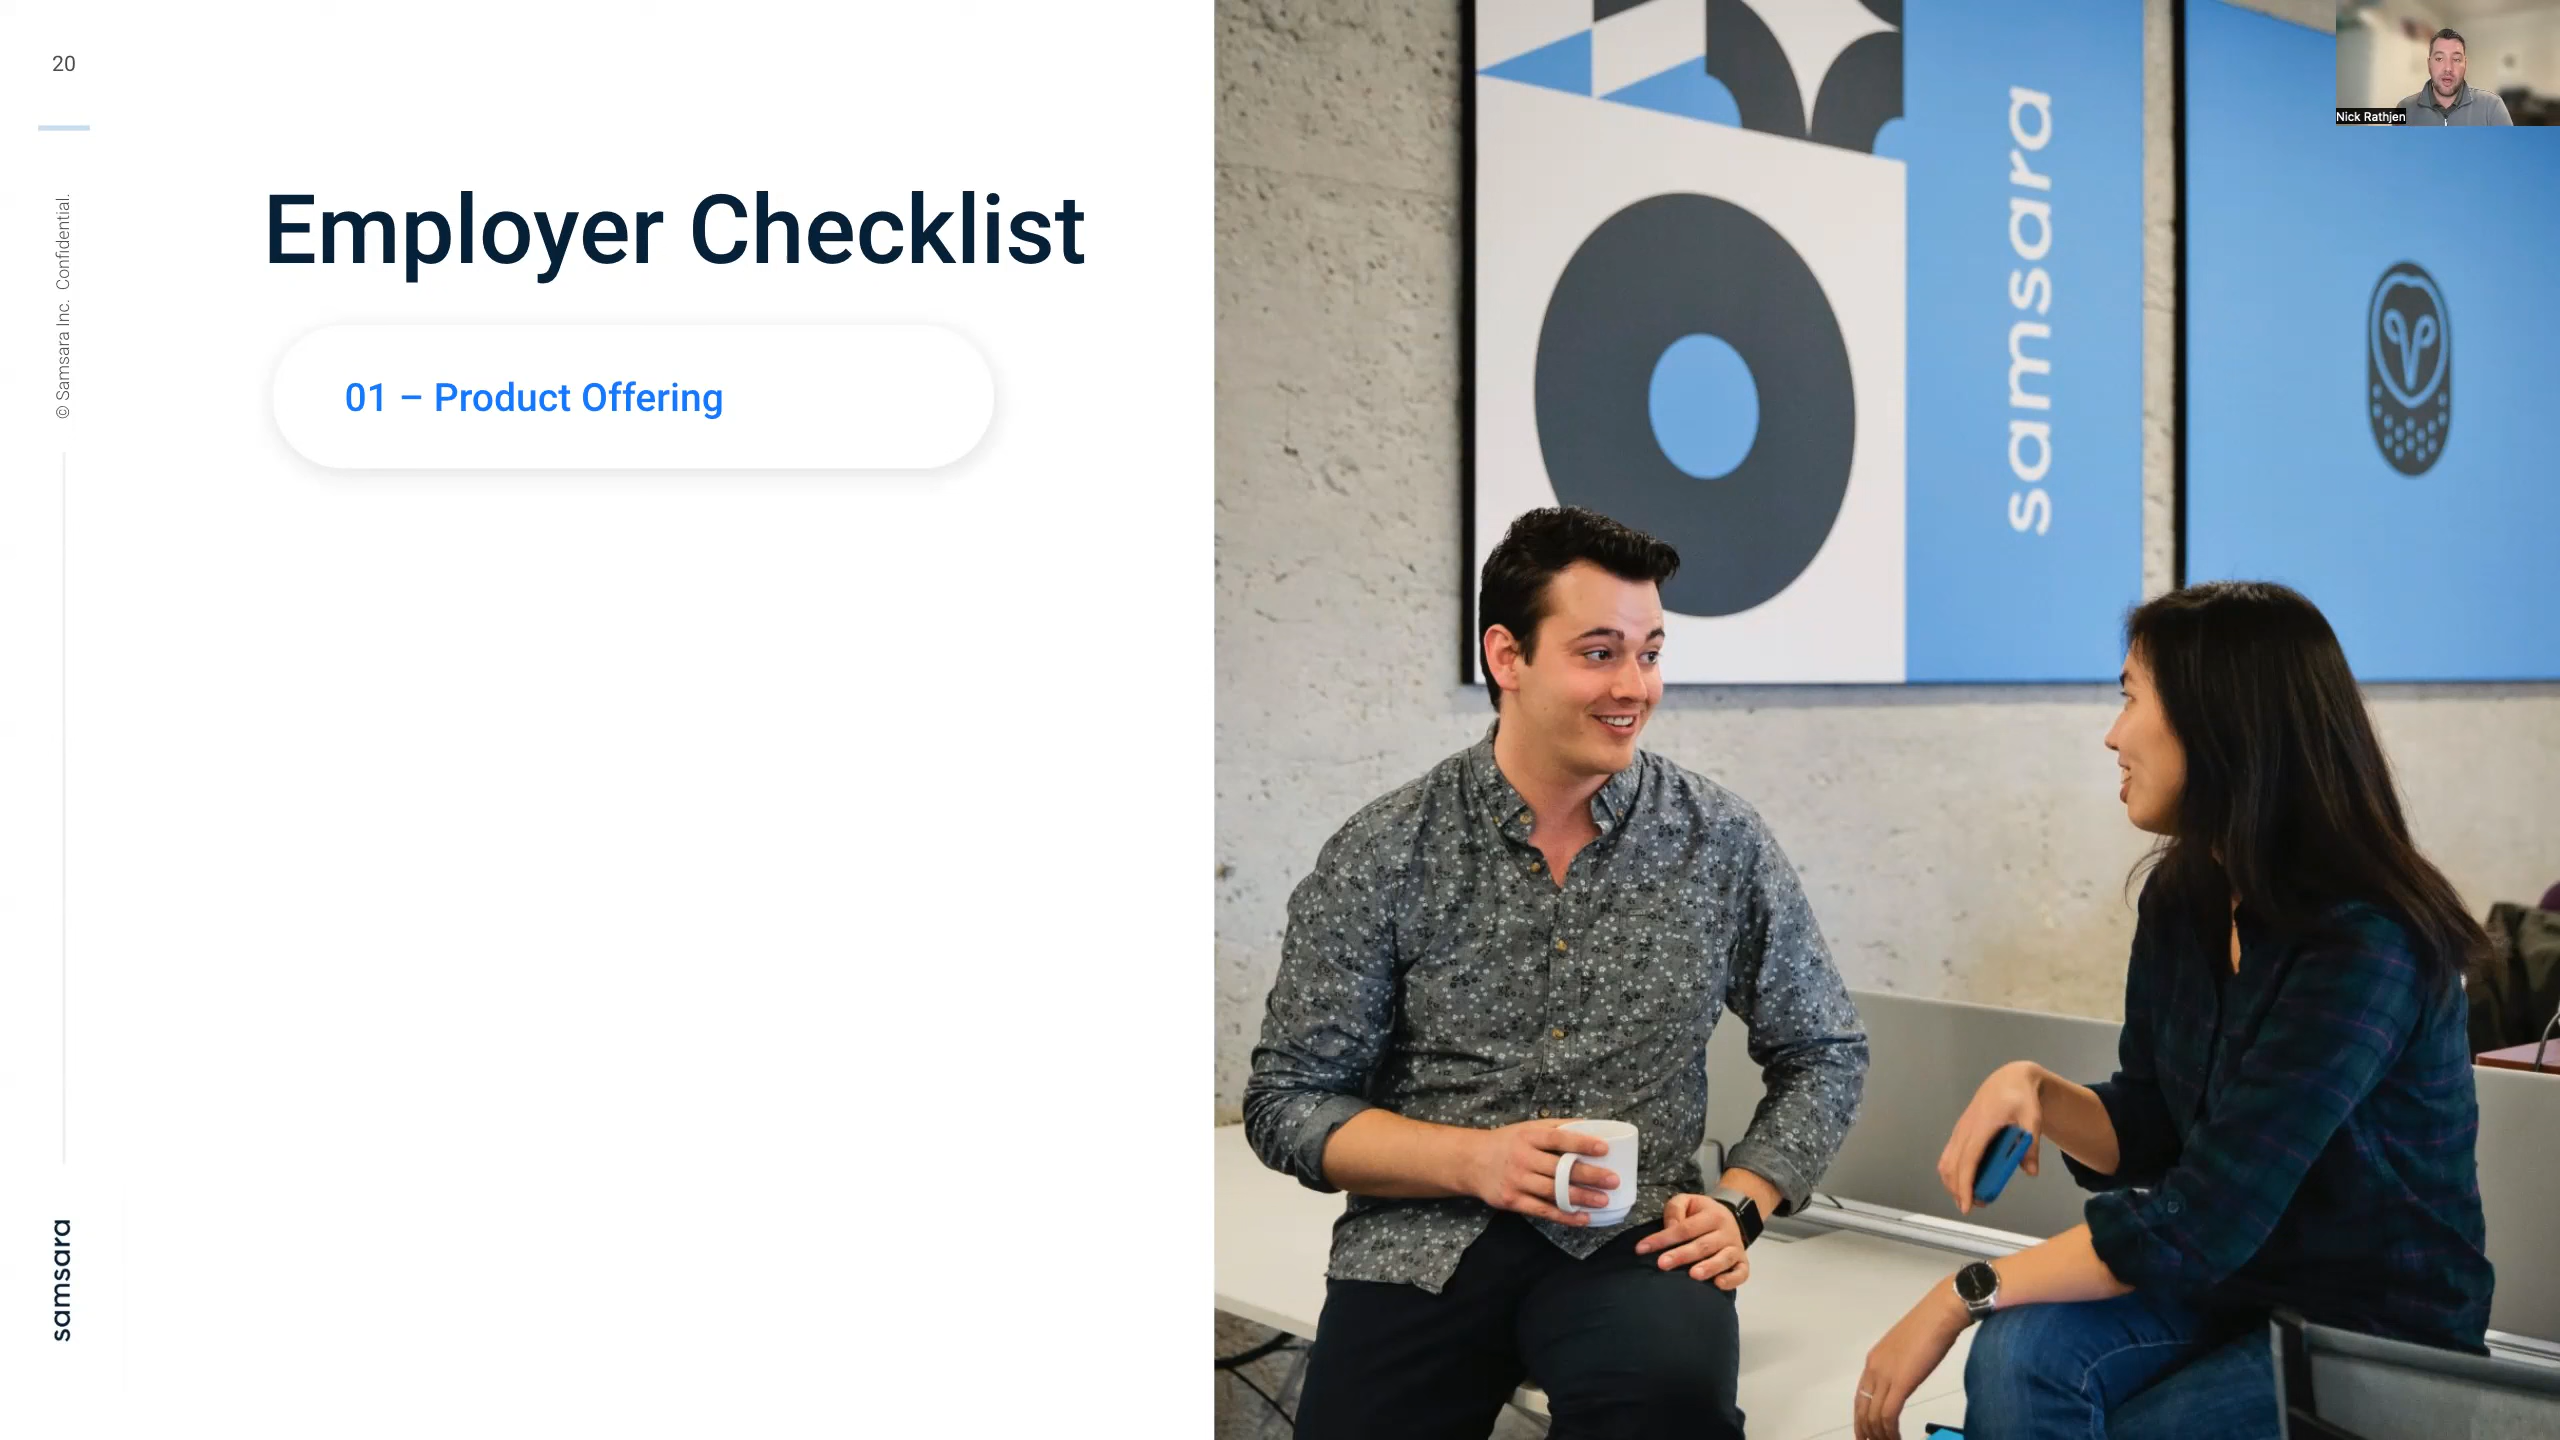 20
© Samsara Inc. Confidential.
Employer Checklist
01 – Product Offering
samsara
samsara
Nick Rathjen